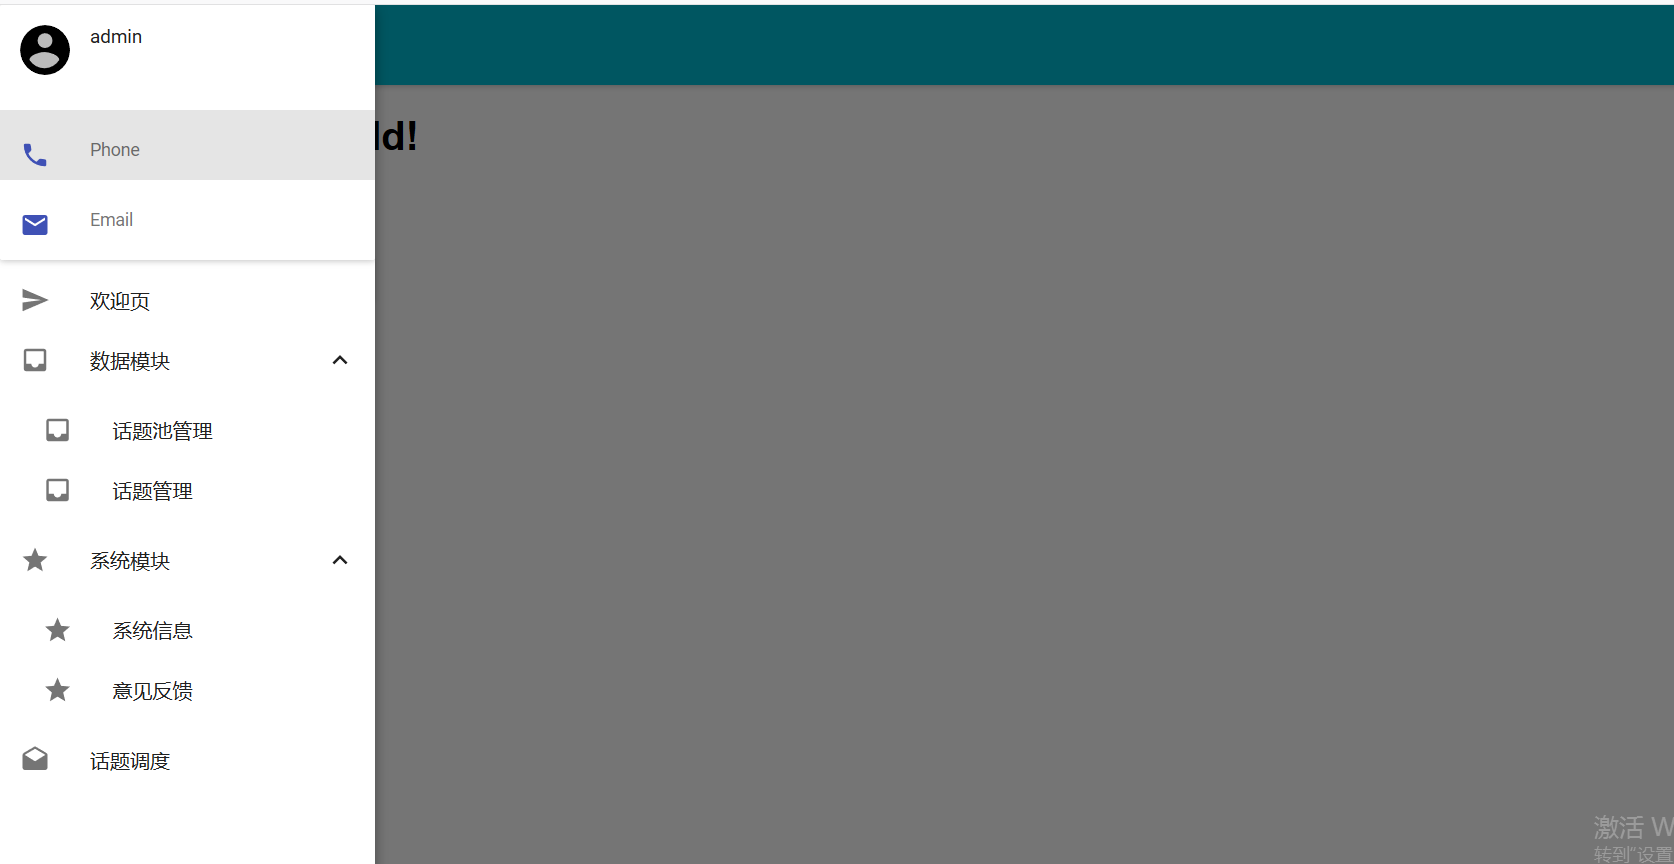 admin
ld!
Phone
Email
欢迎页
数据模块
话题池管理
话题管理
系统模块
系统信息
意见反馈
话题调度
激活 W
转到"设置